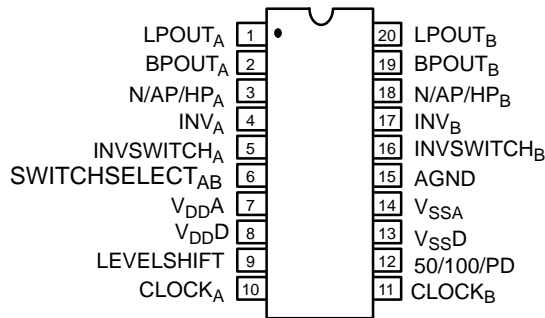 LPOUTA 1 20 LPOUTB
BPOUTA 2 19 BPOUTB
N/AP/HPA 3 18 N/AP/HPB
INVA 4 17 INVB
INVSWITCHA 5 16 INVSWITCHB
SWITCHSELECTAB 6 15 AGND
VDDA 7 14 VSSA
VDDD 8 13 VSSD
LEVELSHIFT 9 12 50/100/PD
CLOCKA 10 11 CLOCKB